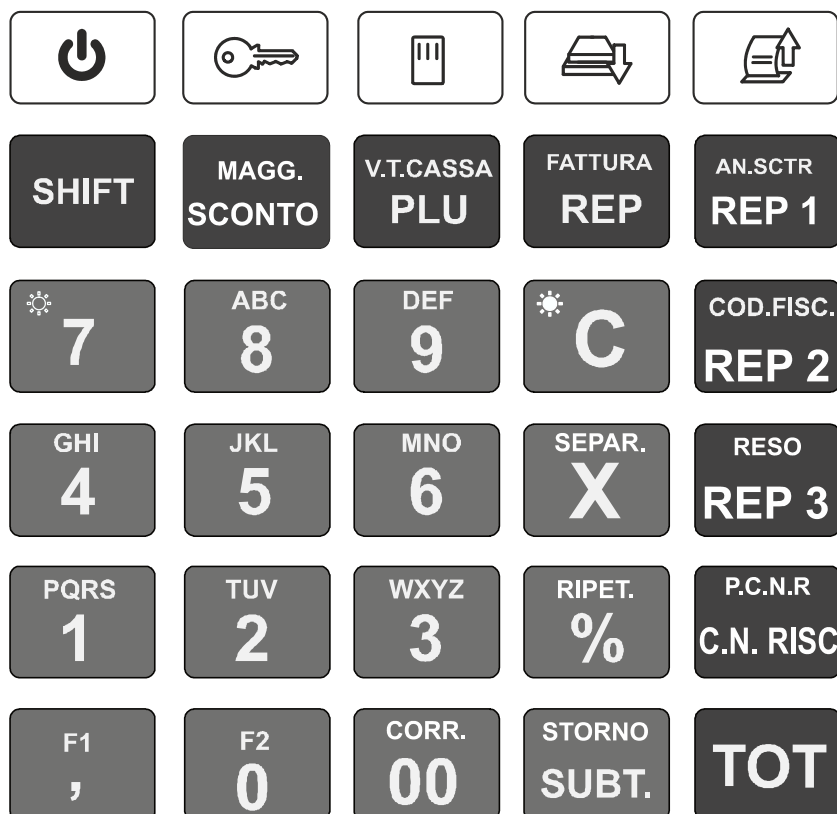 SHIFT
MAGG.
SCONTO
V.T.CASSA
PLU
FATTURA
REP
AN.SCTR
REP 1
7
ABC
8
DEF
9
C
COD.FISC.
REP 2
GHI
4
JKL
5
MNO
6
SEPAR.
X
RESO
REP 3
PQRS
1
TUV
2
WXYZ
3
RIPET.
%
P.C.N.R
C.N. RISC
F1
,
F2
0
CORR.
00
STORNO
SUBT.
TOT